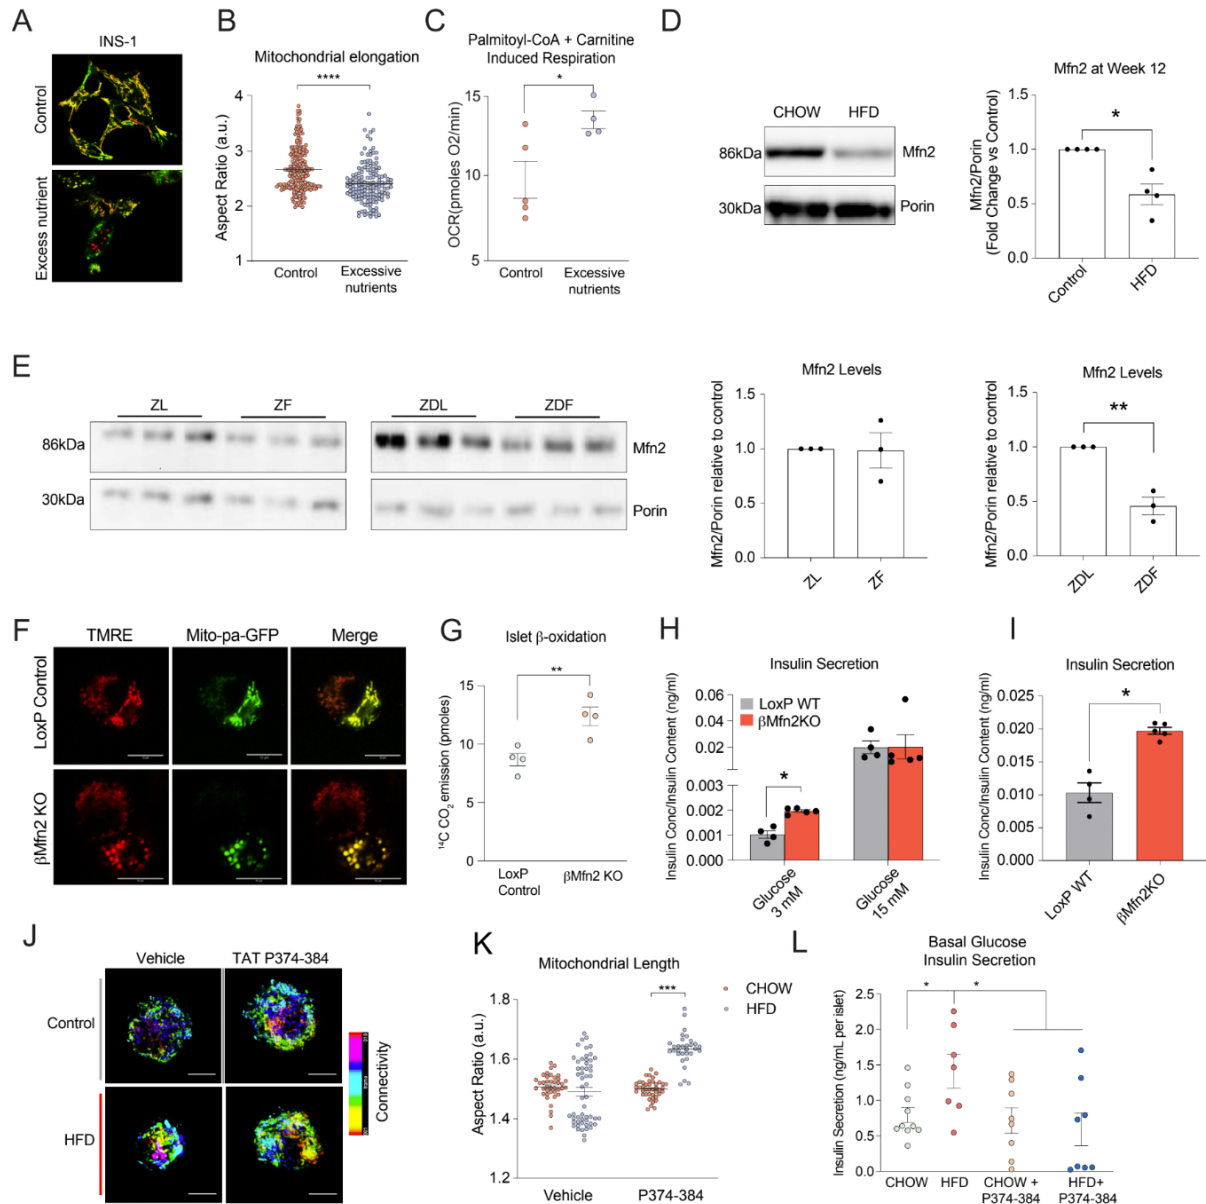 A
INS-1
Control
Excess nutrient
B
Mitochondrial elongation
****
Aspect Ratio (a.u.)
4
3
2
1
Control
Excessive
nutrients
C
Palmitoyl-CoA + Carnitine
Induced Respiration
*
OCR(pmoles O2/min)
15
10
5
Control
Excessive
nutrients
D
CHOW HFD
86kDa
Mfn2
30kDa
Porin
Mfn2 at Week 12
*
Mfn2/Porin
(Fold Change vs Control)
1.5
1.0
0.5
0.0
Control
HFD
E
ZL ZF ZDL ZDF
86kDa
Mfn2
30kDa
Porin
Mfn2 Levels
Mfn2/Porin relative to control
1.5
1.0
0.5
0.0
ZL
ZF
Mfn2 Levels
**
Mfn2/Porin relative to control
1.5
1.0
0.5
0.0
ZDL
ZDF
F
TMRE Mito-pa-GFP Merge
LoxP Control
βMfn2 KO
G
Islet β-oxidation
**
¹⁴C CO₂ emission (pmoles)
15
10
5
0
LoxP
Control
βMfn2 KO
H
Insulin Secretion
LoxP WT
βMfn2KO
*
Insulin Conc/Insulin Content (ng/ml)
0.06
0.04
0.02
0.002
0.001
0.000
Glucose
3 mM
Glucose
15 mM
I
Insulin Secretion
*
Insulin Conc/Insulin Content (ng/ml)
0.025
0.020
0.015
0.010
0.005
0.000
LoxP WT
βMfn2KO
J
Vehicle TAT P374-384
Control
HFD
Connectivity
K
Mitochondrial Length
***
CHOW
HFD
Aspect Ratio (a.u.)
1.8
1.6
1.4
1.2
Vehicle P374-384
L
Basal Glucose
Insulin Secretion
* *
Insulin Secretion (ng/mL per islet)
2.5
2.0
1.5
1.0
0.5
0.0
CHOW HFD CHOW + HFD+
P374-384 P374-384